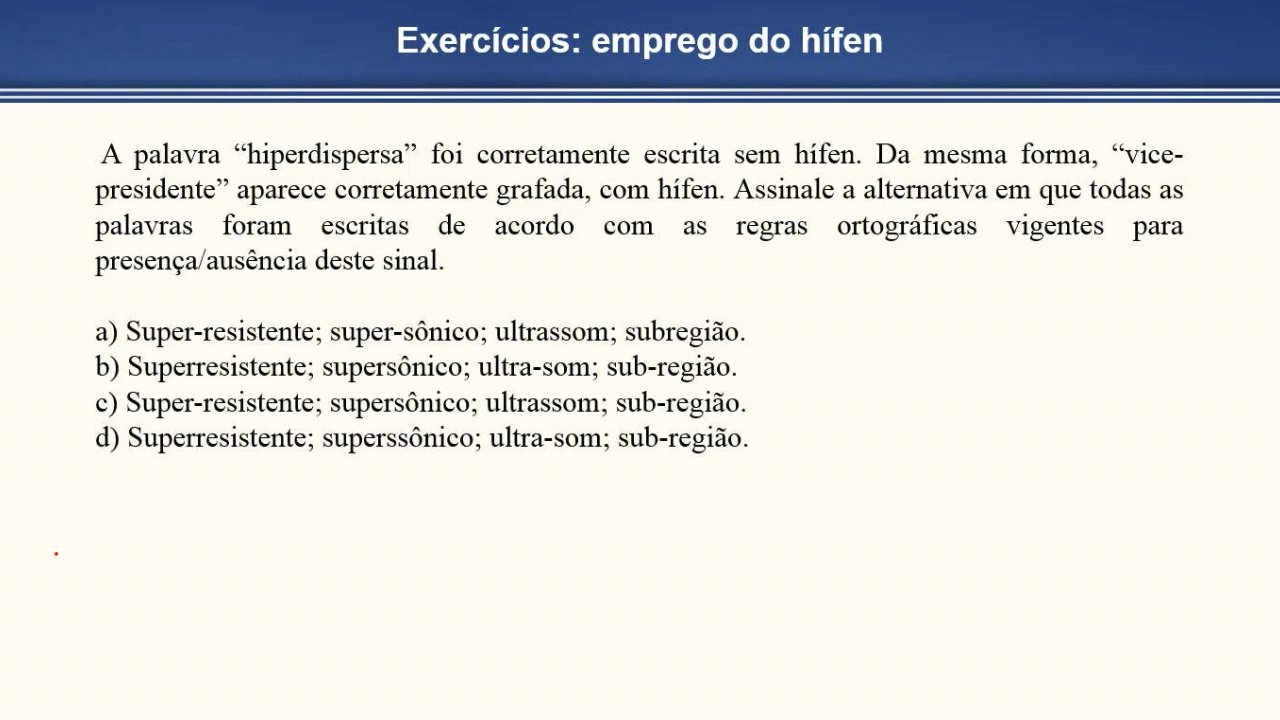 Exercícios: emprego do hífen
A palavra “hiperdispersa” foi corretamente escrita sem hífen. Da mesma forma, “vice-
presidente” aparece corretamente grafada, com hífen. Assinale a alternativa em que todas as
palavras foram escritas de acordo com as regras ortográficas vigentes para
presença/ausência deste sinal.
a) Super-resistente; super-sônico; ultrassom; subregião.
b) Superresistente; supersônico; ultra-som; sub-região.
c) Super-resistente; supersônico; ultrassom; sub-região.
d) Superresistente; superssônico; ultra-som; sub-região.